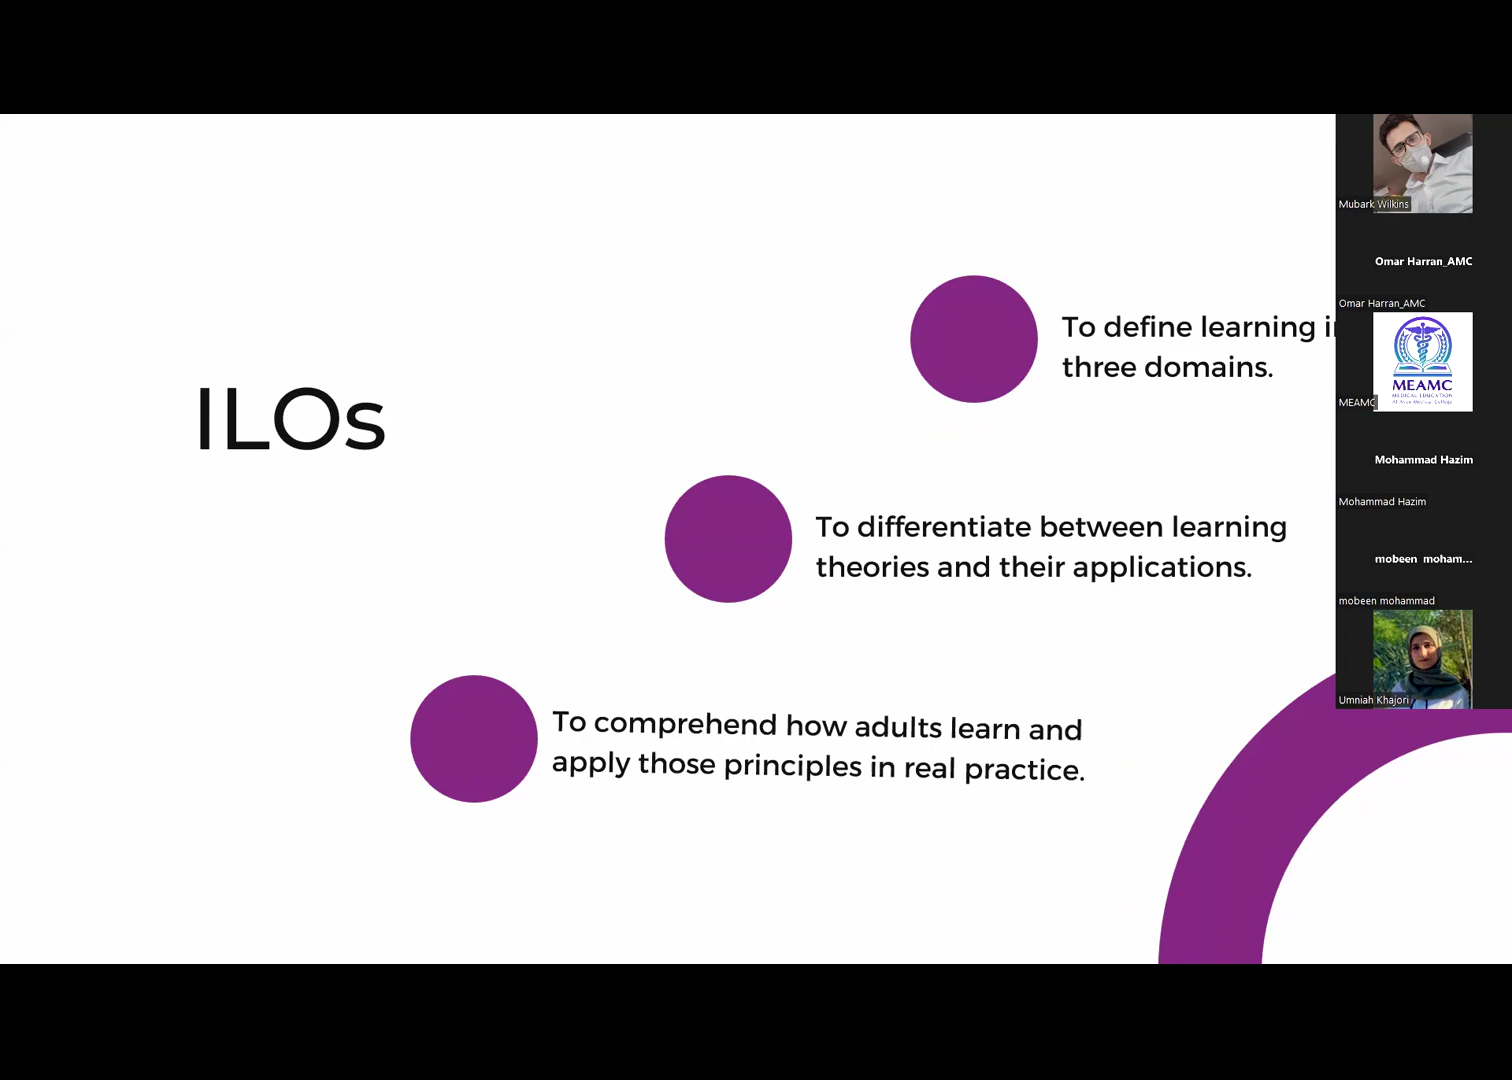 ILOs
To define learning
three domains.
To differentiate between learning
theories and their applications.
To comprehend how adults learn and
apply those principles in real practice.
Mubark Wilkins
Omar Harran_AMC
Omar Harran_AMC
MEAMC
MEDICAL EDUCATION
MEAMC
Mohammad Hazim
Mohammad Hazim
mobeen moham...
mobeen mohammad
Umniah Khajori